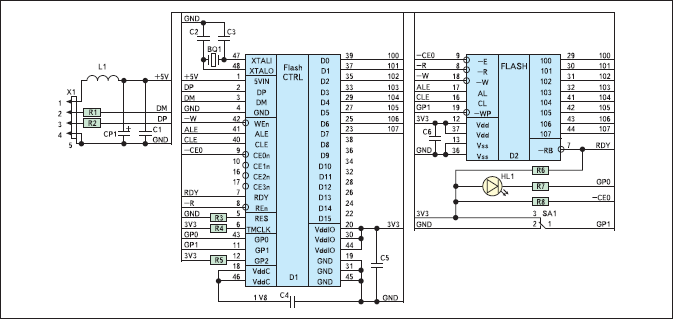 GND
C2 C3
BQ1
X1 L1
+5V
1
2 R1 DM
3 R2 DP
4
5 CP1 + C1 GND
47 XTALI Flash CTRL D0 39 100
48 XTALO D1 37 101
+5V 1 5VIN D2 35 102
DP 2 DP D3 33 103
DM 3 DM D4 29 104
GND 4 GND D5 27 105
-W 42 WEn D6 25 106
ALE 41 ALE D7 23 107
CLE 40 CLE D8 38
-CE0 9 CE0n D9 36
10 CE1n D10 34
16 CE2n D11 32
17 CE3n D12 28
RDY 7 RDY D13 26
-R 8 REn D14 24
GND R3 5 RES D15 22
3V3 R4 6 TMCLK VddIO 20 3V3
GP0 43 GP0 VddIO 30
GP1 11 GP1 VddIO 44
3V3 R5 12 GP2 GND 19
18 VddC GND 31 C5
46 VddC D1 GND 45
1V8 C4
-CE0 9 -E FLASH 100 29 100
-R 8 -R 100 30 101
-W 18 -W 101 31 102
ALE 17 AL 102 32 103
CLE 16 CL 103 41 104
GP1 19 -WP 104 42 105
3V3 12 Vdd 105 43 106
C6 37 Vdd 106 44 107
13 Vss 107
GND 36 Vss D2 -RB 7 RDY
R6
HL1 R7 GP0
R8 -CE0
3V3 3 SA1
GND 2 1 GP1